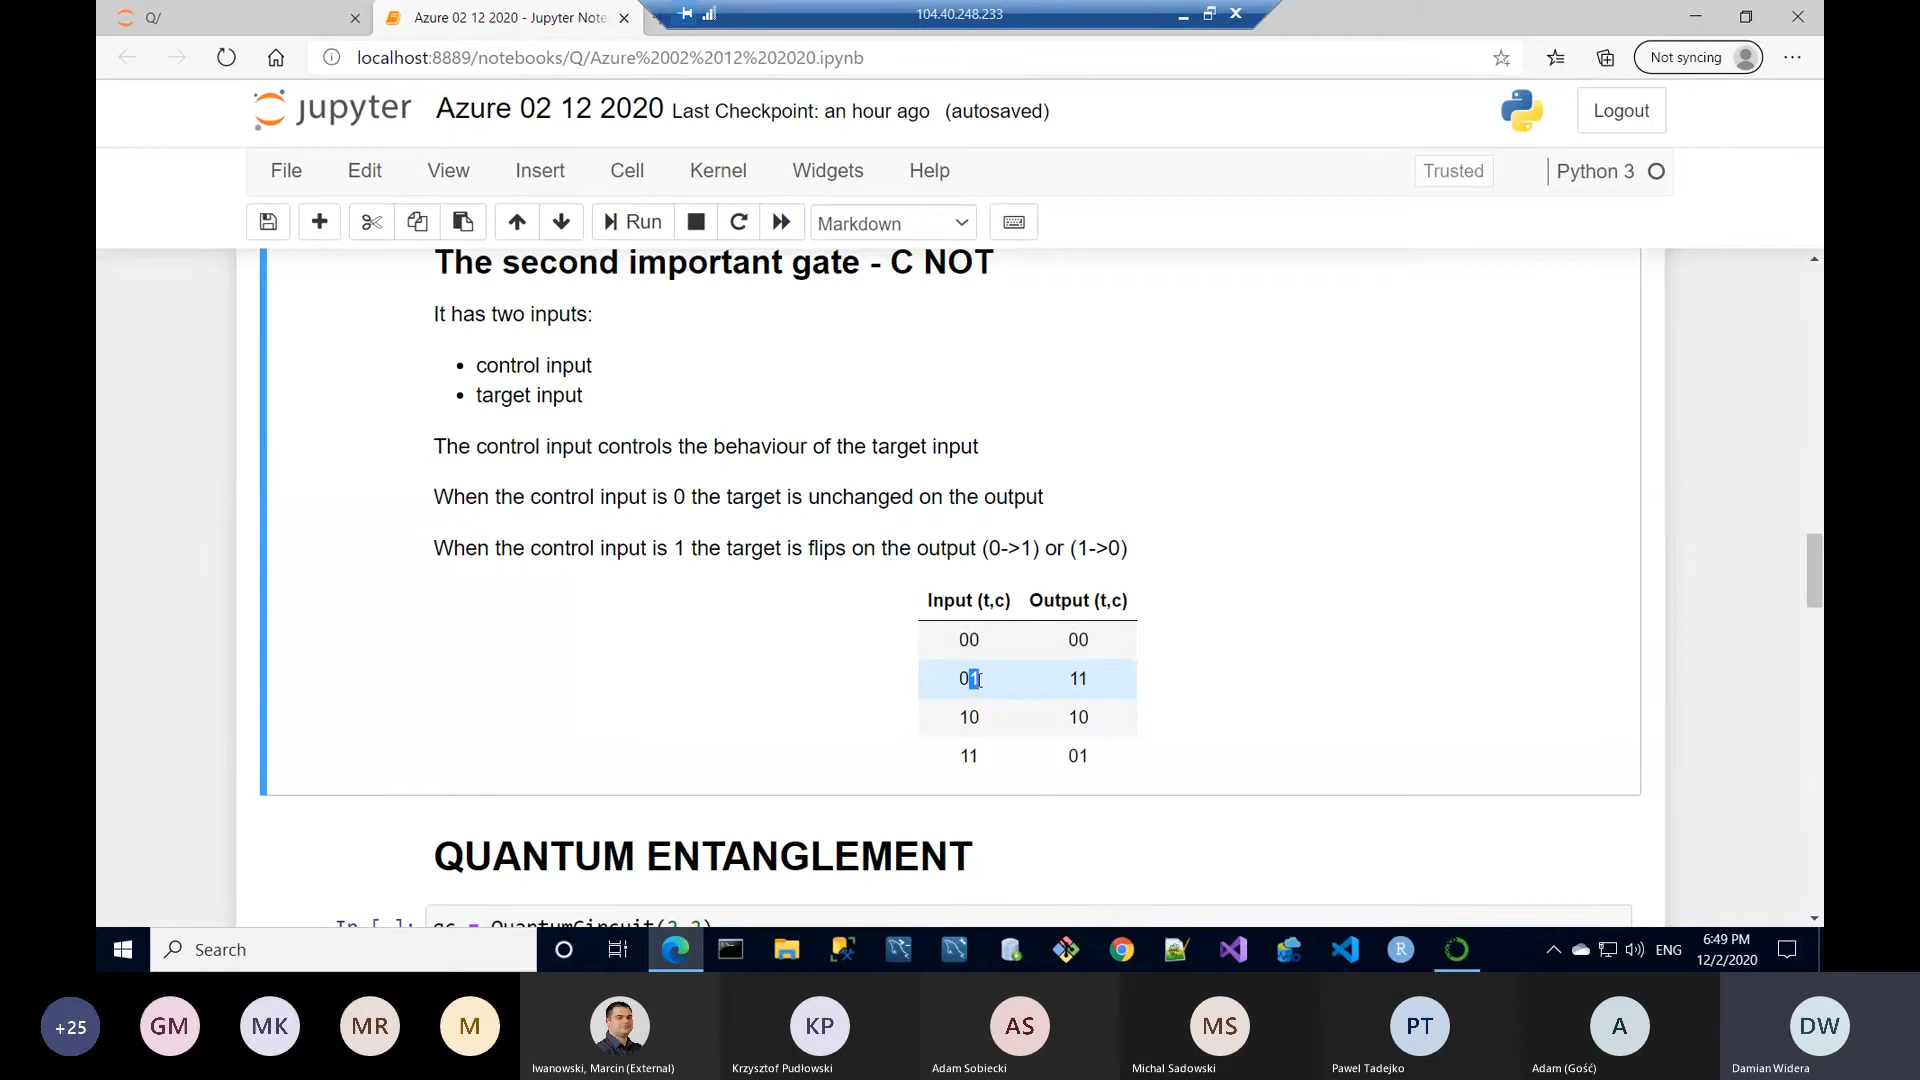 Q/
Azure 02 12 2020 - Jupyter Note
104.40.248.233
localhost:8889/notebooks/Q/Azure%2002%2012%202020.ipynb
Not syncing
jupyter Azure 02 12 2020 Last Checkpoint: an hour ago (autosaved)
Logout
File Edit View Insert Cell Kernel Widgets Help
Trusted
Python 3
Run
Markdown
The second important gate - C NOT
It has two inputs:
• control input
• target input
The control input controls the behaviour of the target input
When the control input is 0 the target is unchanged on the output
When the control input is 1 the target is flips on the output (0->1) or (1->0)
Input (t,c) Output (t,c)
00 00
01 11
10 10
11 01
QUANTUM ENTANGLEMENT
Search
ENG
6:49 PM
12/2/2020
+25
GM
MK
MR
M
KP
AS
MS
PT
A
DW
Iwanowski, Marcin (External)
Krzysztof Pudłowski
Adam Sobiecki
Michal Sadowski
Pawel Tadejko
Adam (Gość)
Damian Widera